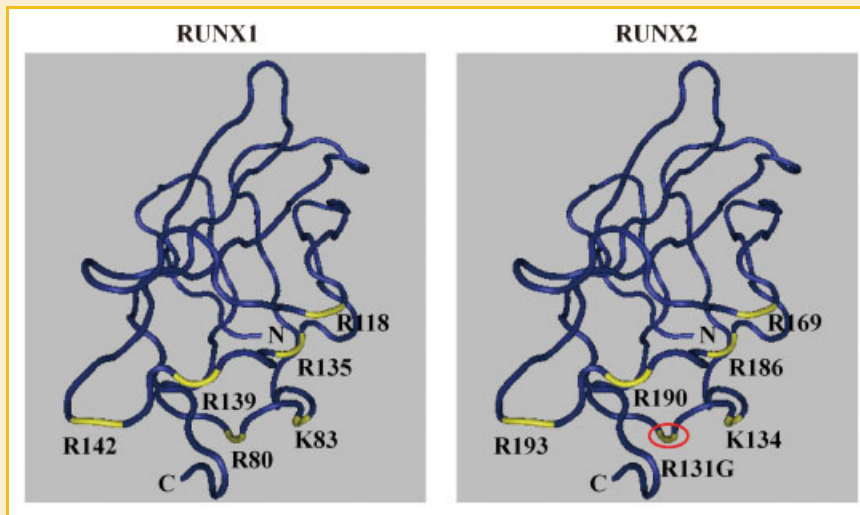 RUNX1
R118
N
R135
R139
R142
K83
R80
C
RUNX2
R169
N
R186
R190
R193
K134
R131G
C